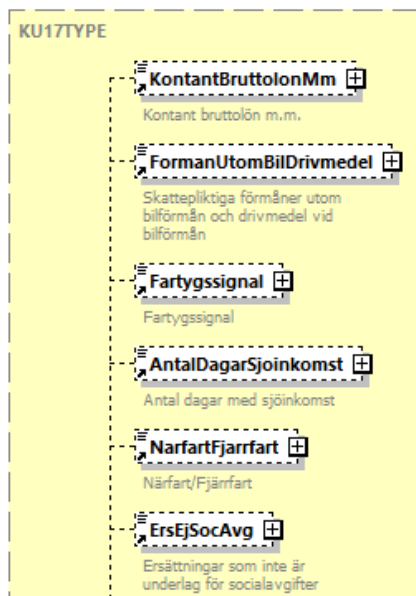 KU17TYPE
KontantBruttolonMm
Kontant bruttolön m.m.
FormanUtomBilDrivmedel
Skattepliktiga förmåner utom
bilförmån och drivmedel vid
bilförmån
Fartygssignal
Fartygssignal
AntalDagarSjoinkomst
Antal dagar med sjöinkomst
NarfartFjarrfart
Närfart/Fjärrfart
ErsEjSocAvg
Ersättningar som inte är
underlag för socialavgifter